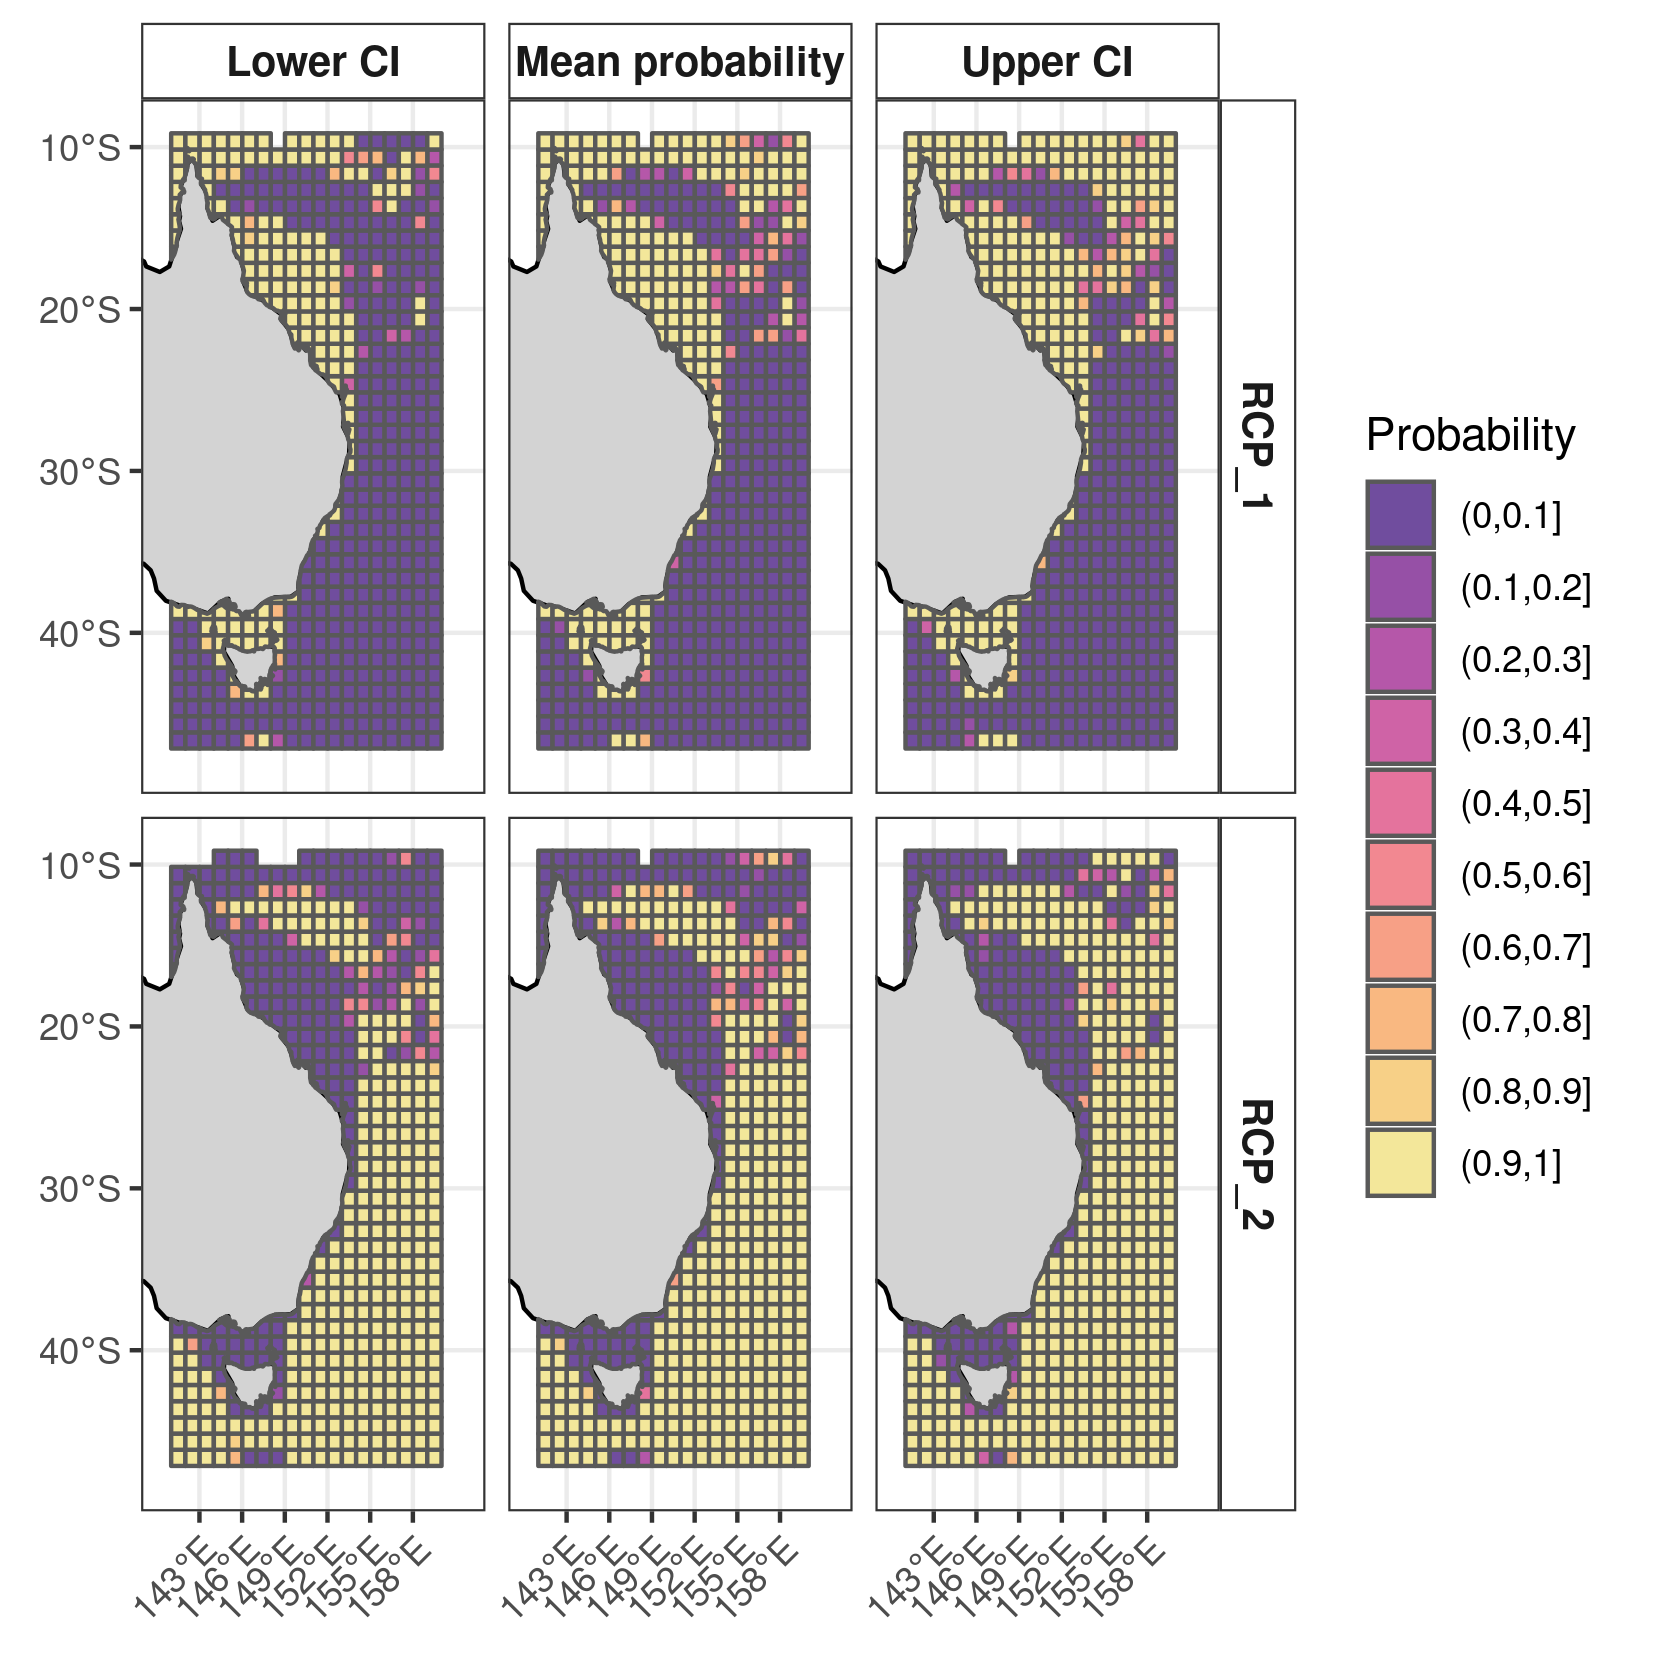 Lower CI
Mean probability
Upper CI
10°S
20°S
30°S
40°S
RCP_1
10°S
20°S
30°S
40°S
RCP_2
143°E
146°E
149°E
152°E
155°E
158°E
143°E
146°E
149°E
152°E
155°E
158°E
143°E
146°E
149°E
152°E
155°E
158°E
Probability
(0,0.1]
(0.1,0.2]
(0.2,0.3]
(0.3,0.4]
(0.4,0.5]
(0.5,0.6]
(0.6,0.7]
(0.7,0.8]
(0.8,0.9]
(0.9,1]